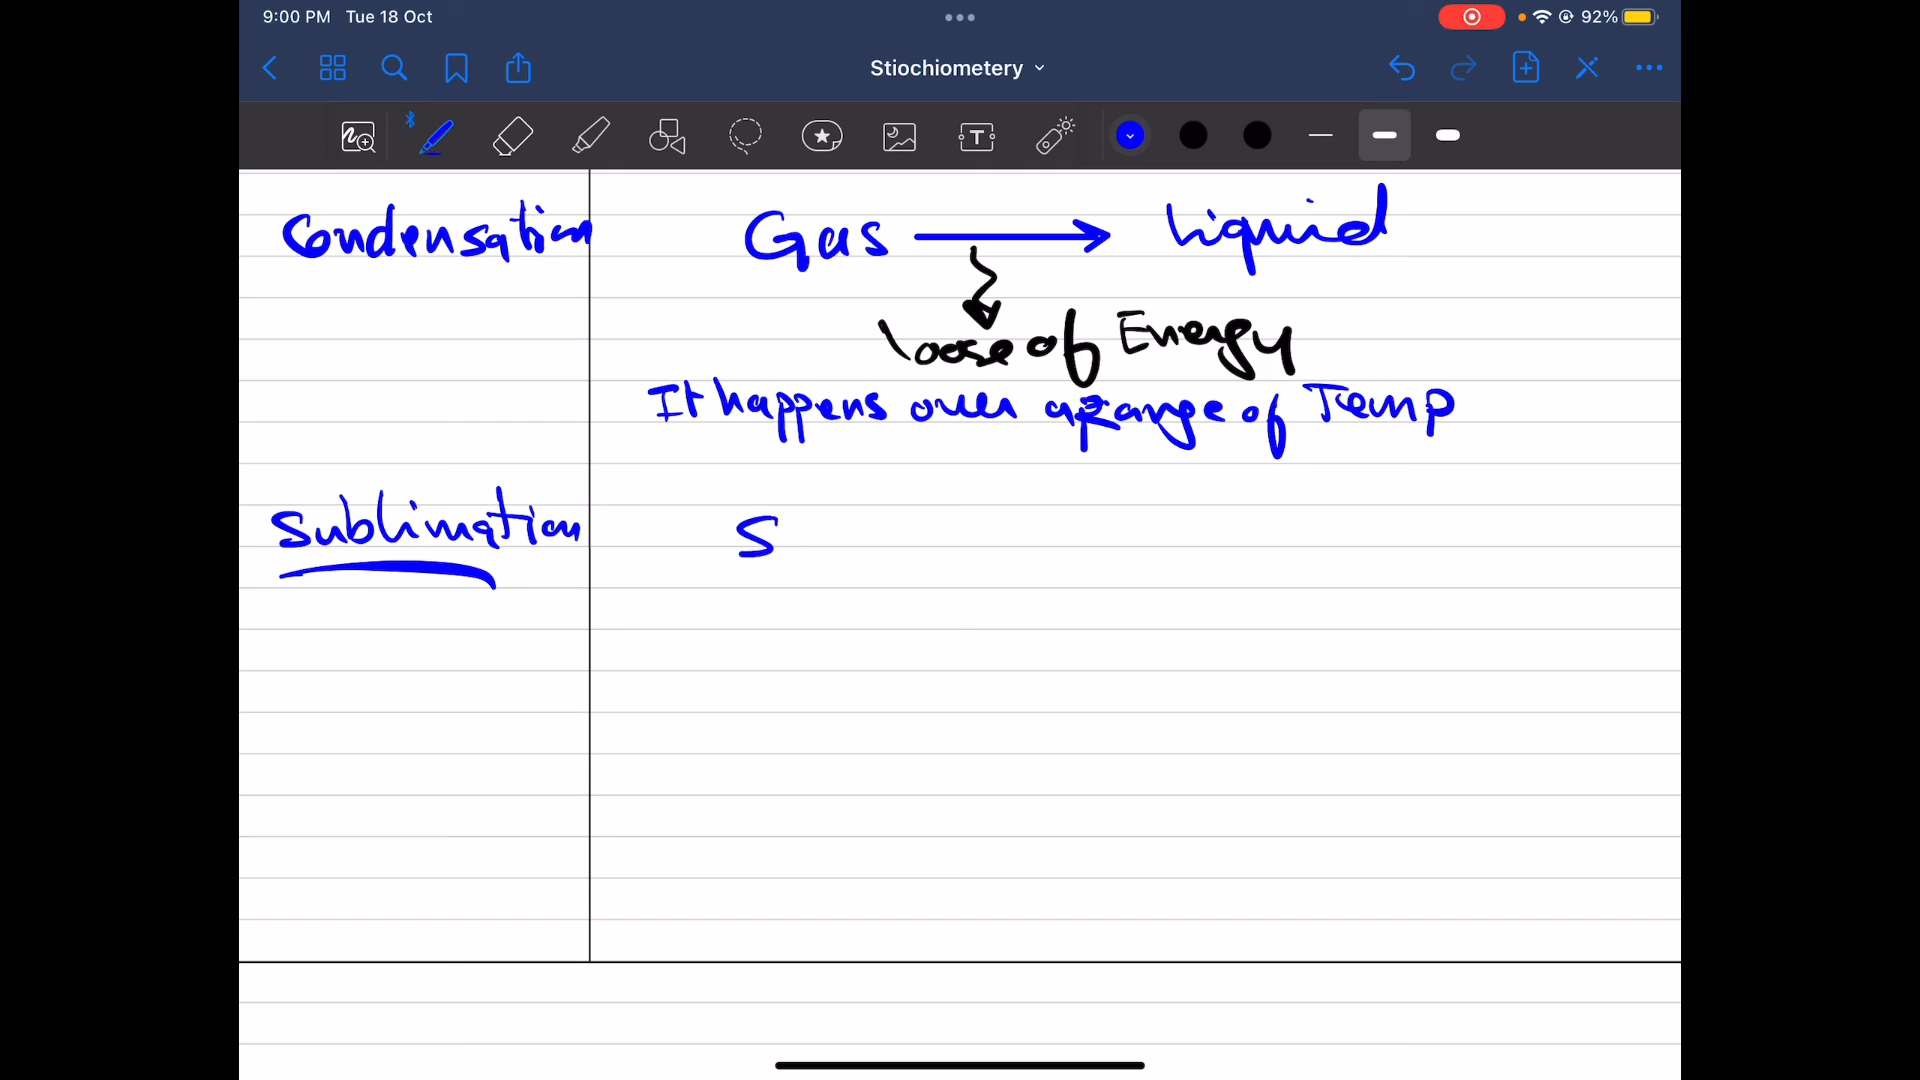 9:00 PM Tue 18 Oct
92%
Stiochiometery
T
Condensation Gas → Liquid
loose of Energy
It happens over a range of Temp
Sublimation S